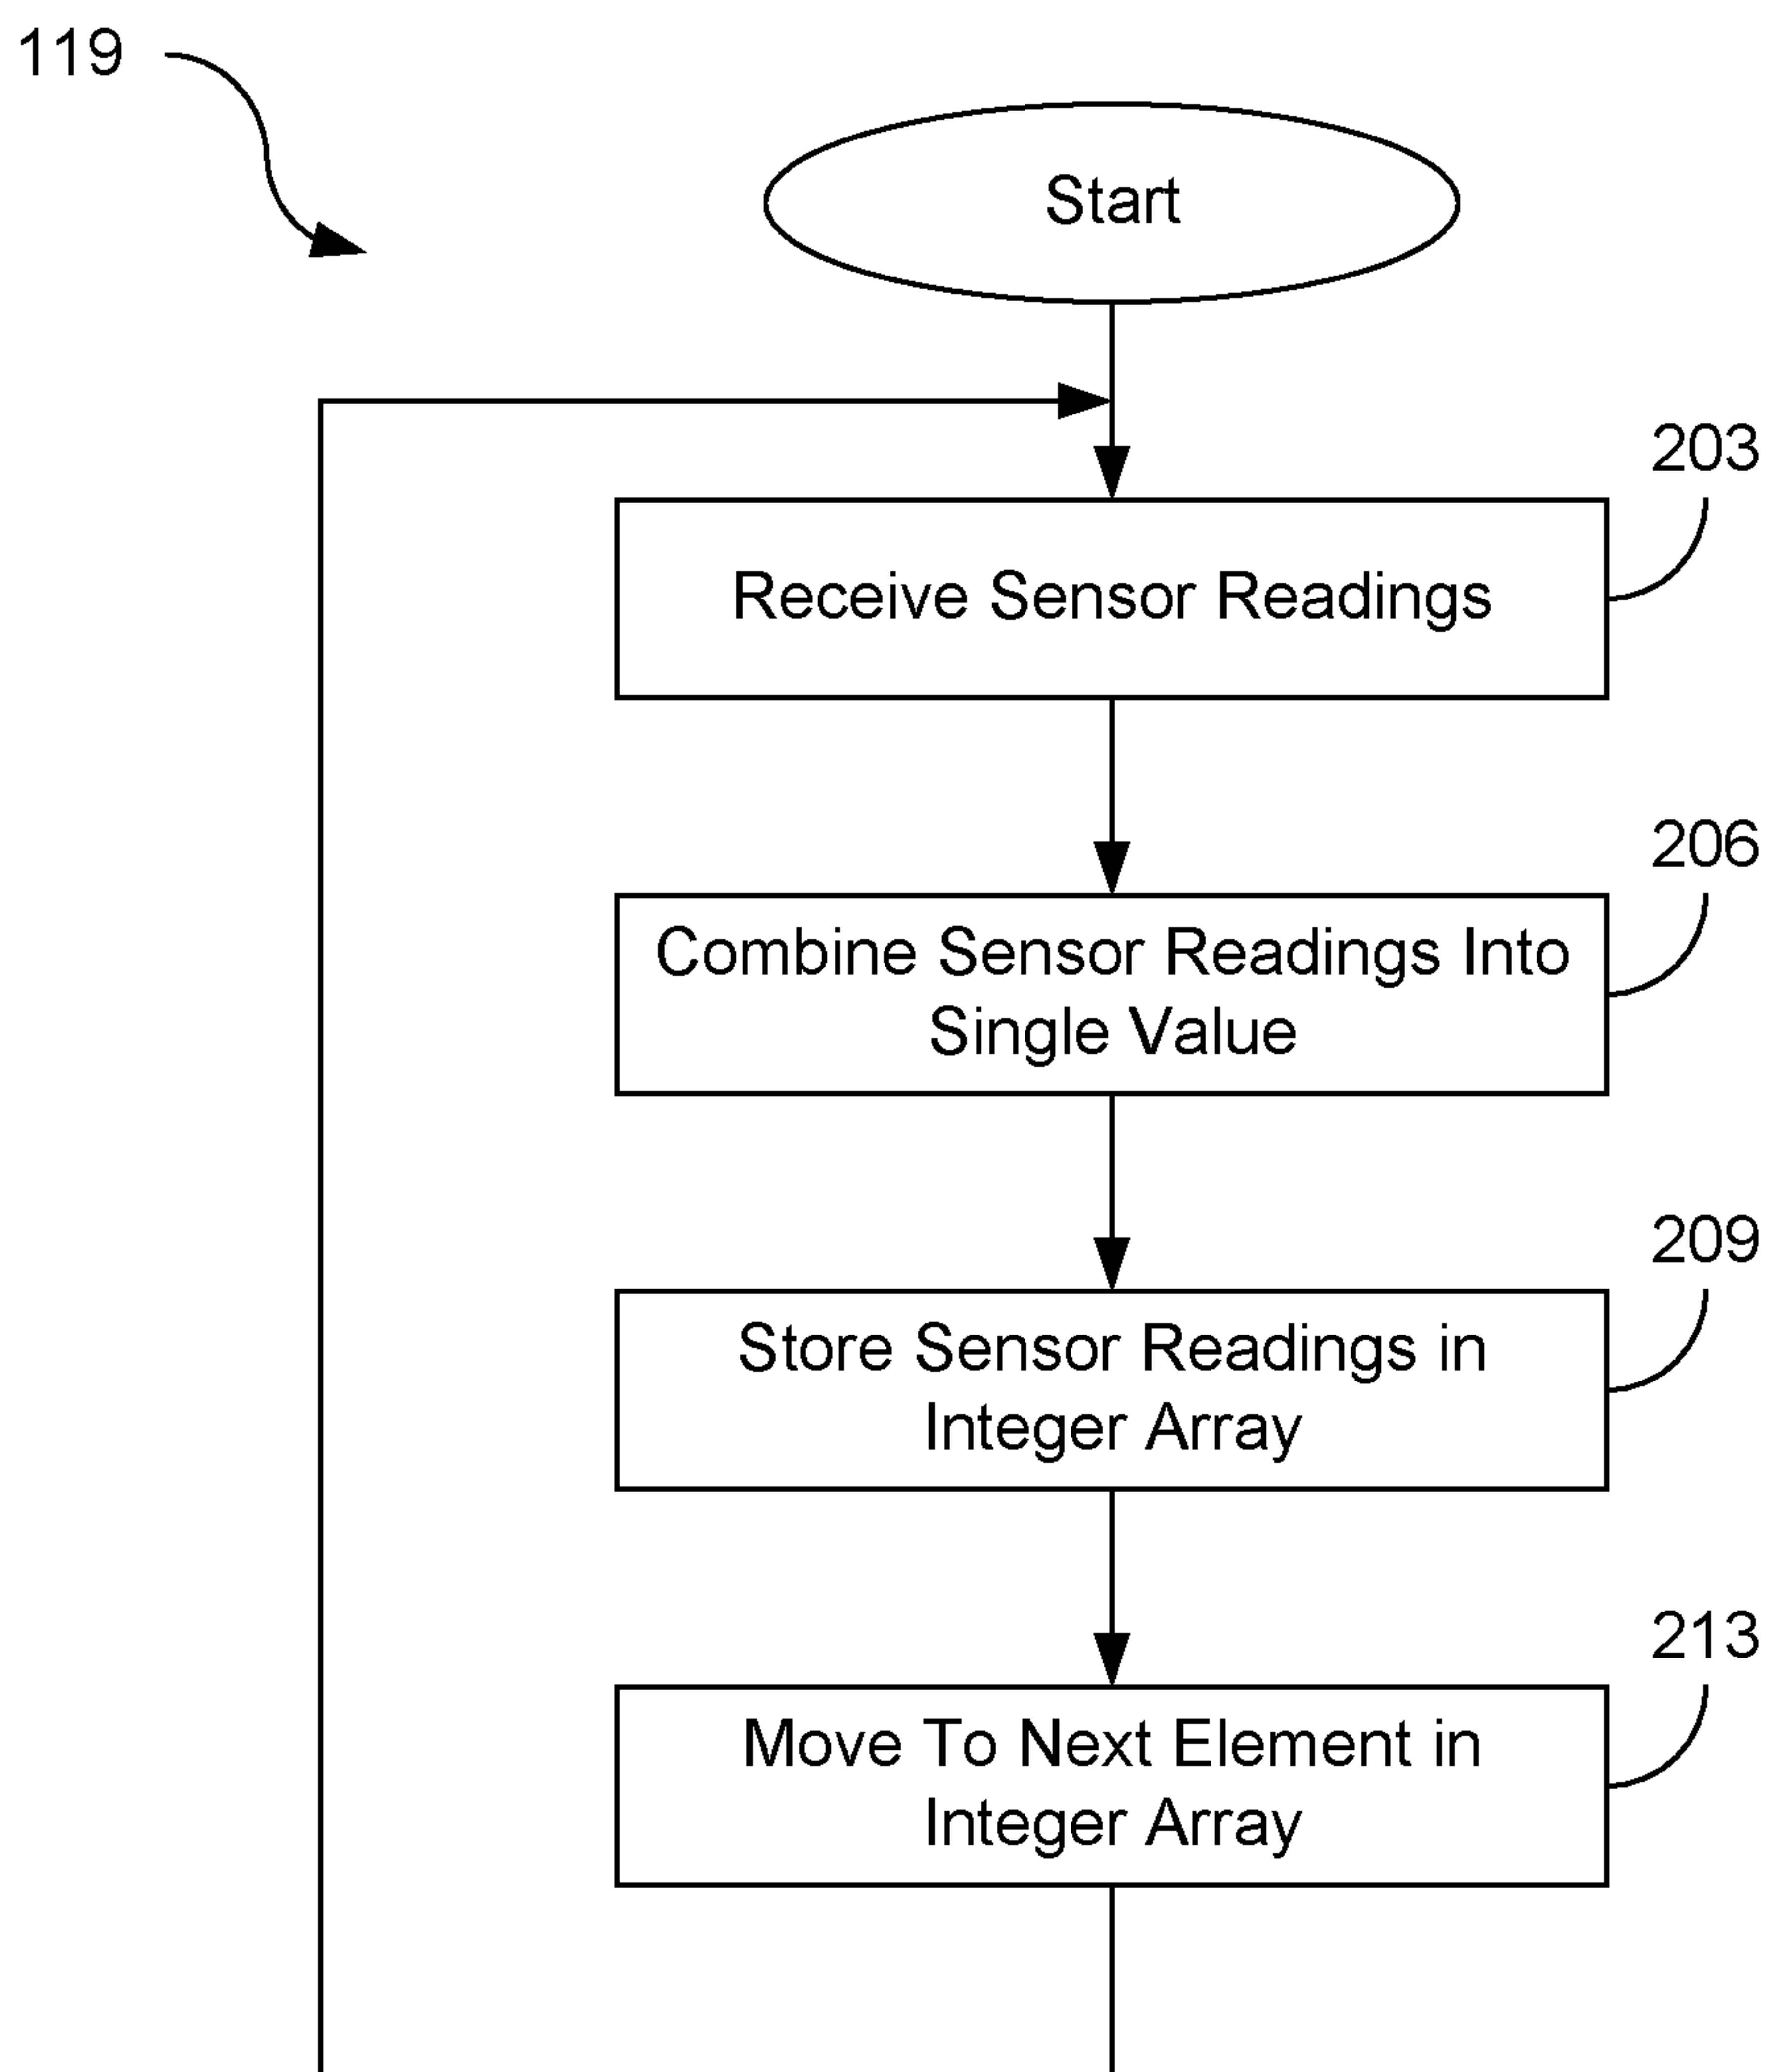 119
Start
203
Receive Sensor Readings
206
Combine Sensor Readings Into
Single Value
209
Store Sensor Readings in
Integer Array
213
Move To Next Element in
Integer Array